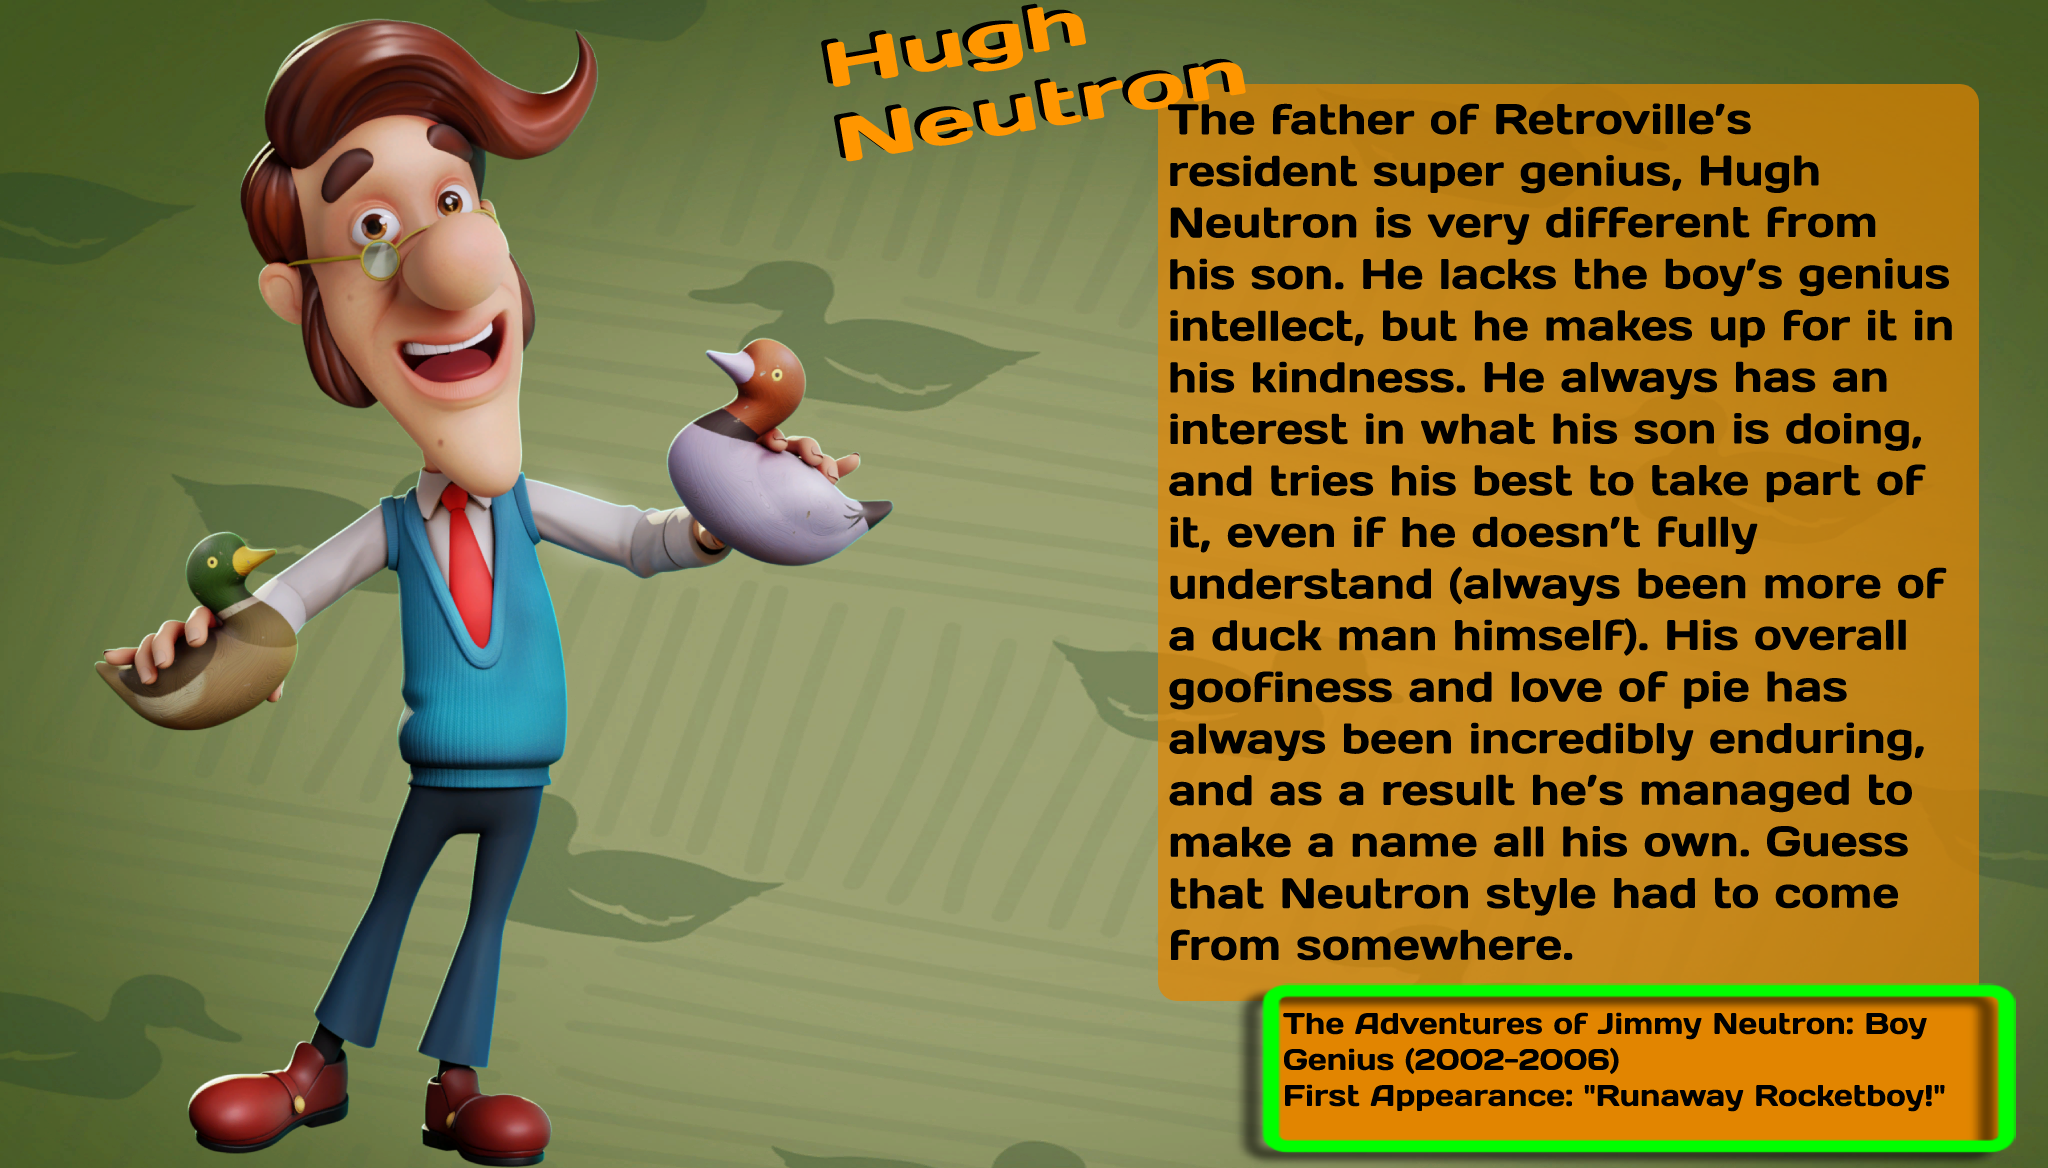 Hugh
Neutron
The father of Retroville's
resident super genius, Hugh
Neutron is very different from
his son. He lacks the boy's genius
intellect, but he makes up for it in
his kindness. He always has an
interest in what his son is doing,
and tries his best to take part of
it, even if he doesn't fully
understand (always been more of
a duck man himself). His overall
goofiness and love of pie has
always been incredibly enduring,
and as a result he's managed to
make a name all his own. Guess
that Neutron style had to come
from somewhere.
The Adventures of Jimmy Neutron: Boy
Genius (2002-2006)
First Appearance: "Runaway Rocketboy!"